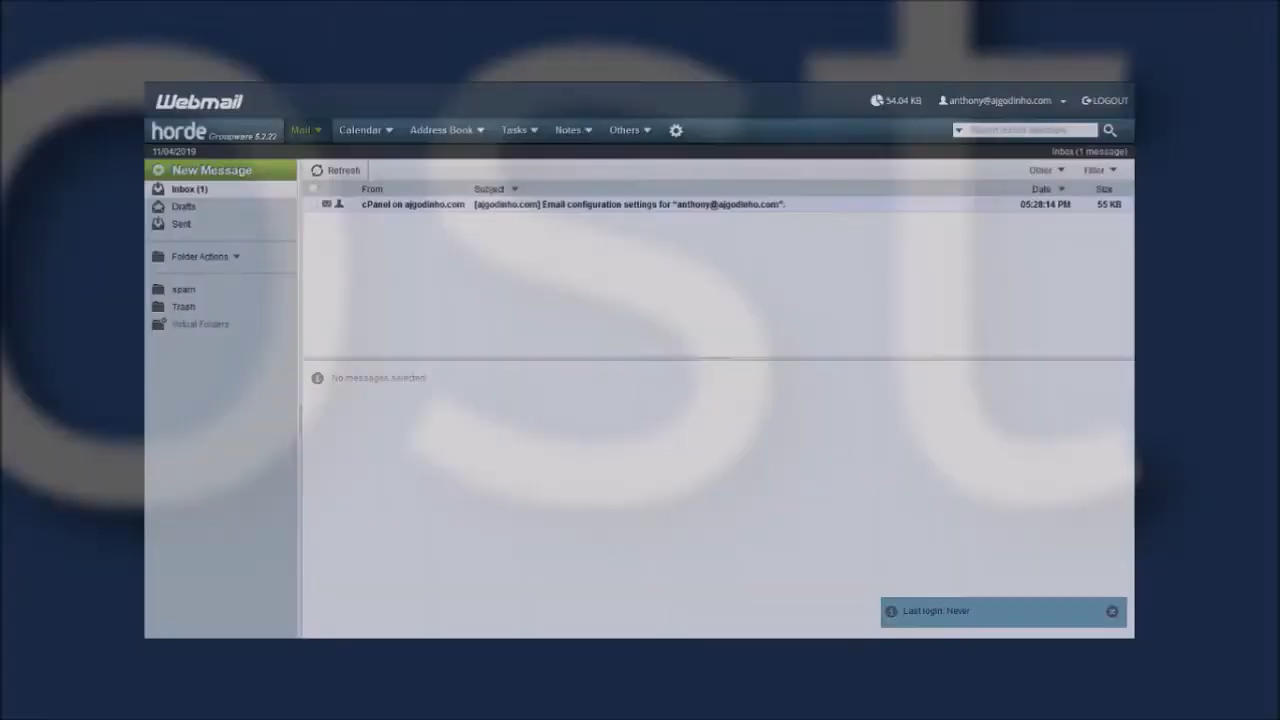 ost
Webmail
54.04 KB anthony@ajgodinho.com LOGOUT
horde Groupware 5.2.22 Mail Calendar Address Book Tasks Notes Others
11/04/2019 Inbox (1 message)
New Message Refresh Other Filter
Inbox (1) From Subject Date Size
Drafts cPanel on ajgodinho.com [ajgodinho.com] Email configuration settings for "anthony@ajgodinho.com". 05:28:14 PM 55 KB
Sent
Folder Actions
spam
Trash
Virtual Folders
No messages selected
Last login: Never